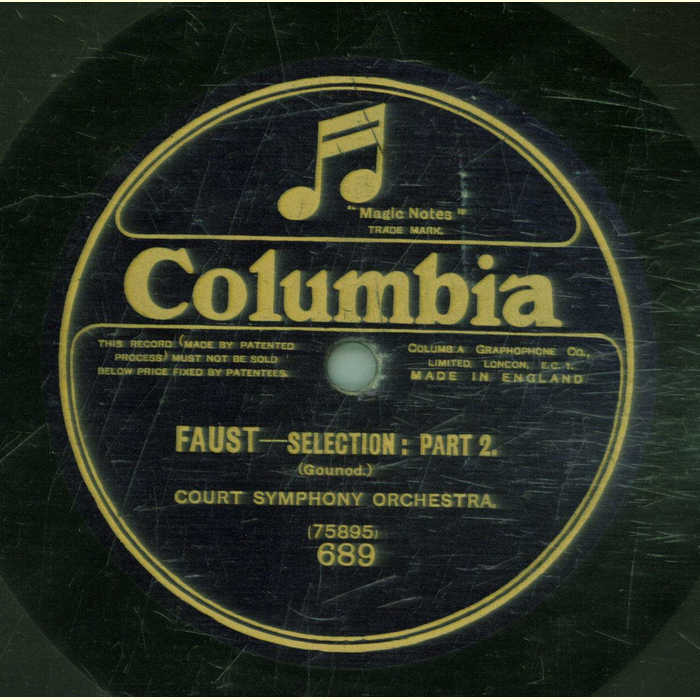 "Magic Notes"
TRADE MARK.
Columbia
THIS RECORD (MADE BY PATENTED
PROCESS) MUST NOT BE SOLD
BELOW PRICE FIXED BY PATENTEES.
COLUMBIA GRAPHOPHONE CO.,
LIMITED, LONDON, E.C. 1.
MADE IN ENGLAND
FAUST—SELECTION: PART 2.
(Gounod.)
COURT SYMPHONY ORCHESTRA.
(75895)
689